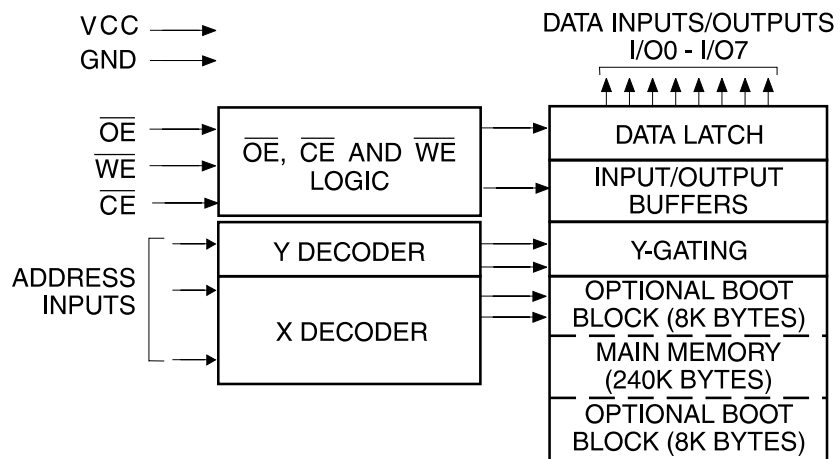 VCC
GND
DATA INPUTS/OUTPUTS
I/O0 - I/O7
OE
WE
CE
OE, CE AND WE
LOGIC
DATA LATCH
INPUT/OUTPUT
BUFFERS
ADDRESS
INPUTS
Y DECODER
Y-GATING
X DECODER
OPTIONAL BOOT
BLOCK (8K BYTES)
MAIN MEMORY
(240K BYTES)
OPTIONAL BOOT
BLOCK (8K BYTES)